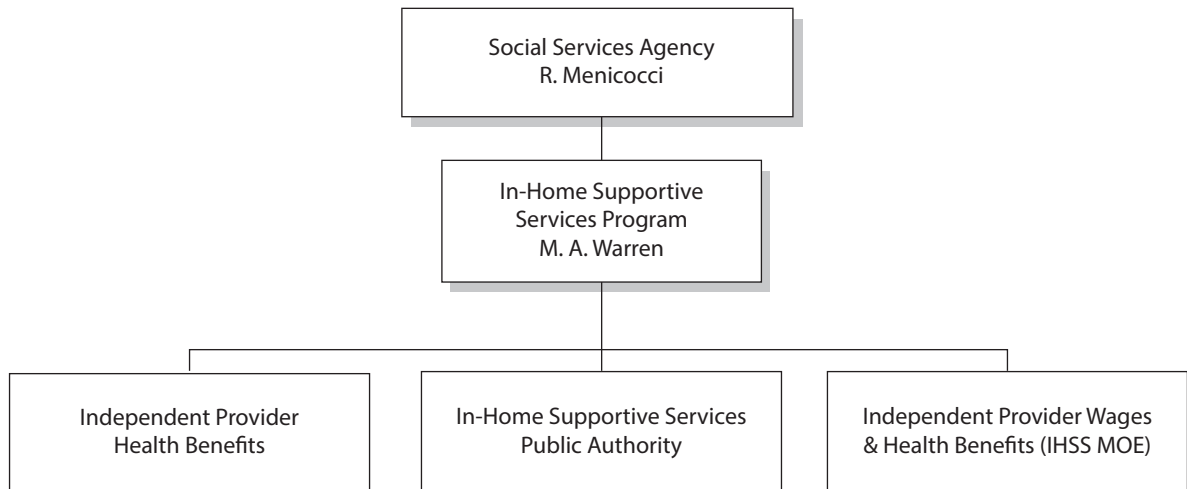 Social Services Agency
R. Menicocci
In-Home Supportive
Services Program
M. A. Warren
Independent Provider
Health Benefits
In-Home Supportive Services
Public Authority
Independent Provider Wages
& Health Benefits (IHSS MOE)